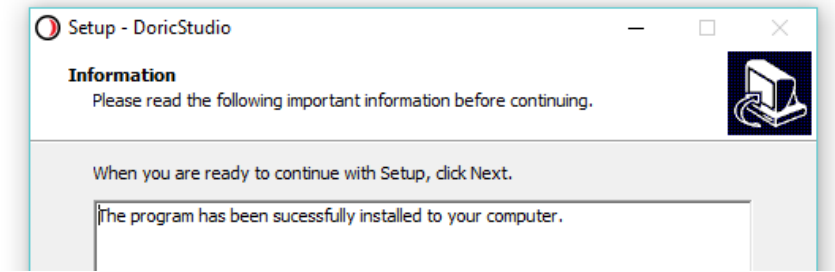 Setup - DoricStudio
Information
Please read the following important information before continuing.
When you are ready to continue with Setup, click Next.
The program has been sucessfully installed to your computer.